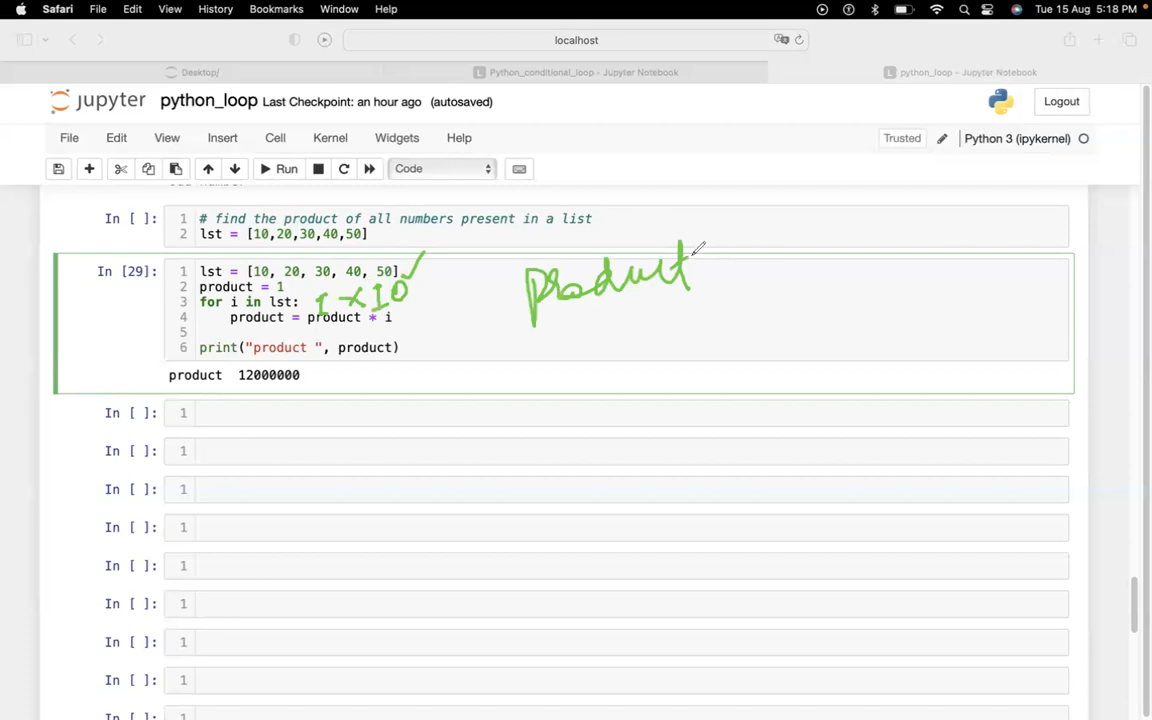 Safari File Edit View History Bookmarks Window Help Tue 15 Aug 5:18 PM
localhost
Desktop/ Python_conditional_loop - Jupyter Notebook python_loop - Jupyter Notebook
jupyter python_loop Last Checkpoint: an hour ago (autosaved) Logout
File Edit View Insert Cell Kernel Widgets Help Trusted Python 3 (ipykernel)
Run Code
In [ ]: 1 # find the product of all numbers present in a list
2 lst = [10,20,30,40,50]
In [29]: 1 lst = [10, 20, 30, 40, 50]
product
2 product = 1
3 for i in lst: 1 x 10
4 product = product * i
5
6 print("product ", product)
product 12000000
In [ ]: 1
In [ ]: 1
In [ ]: 1
In [ ]: 1
In [ ]: 1
In [ ]: 1
In [ ]: 1
In [ ]: 1